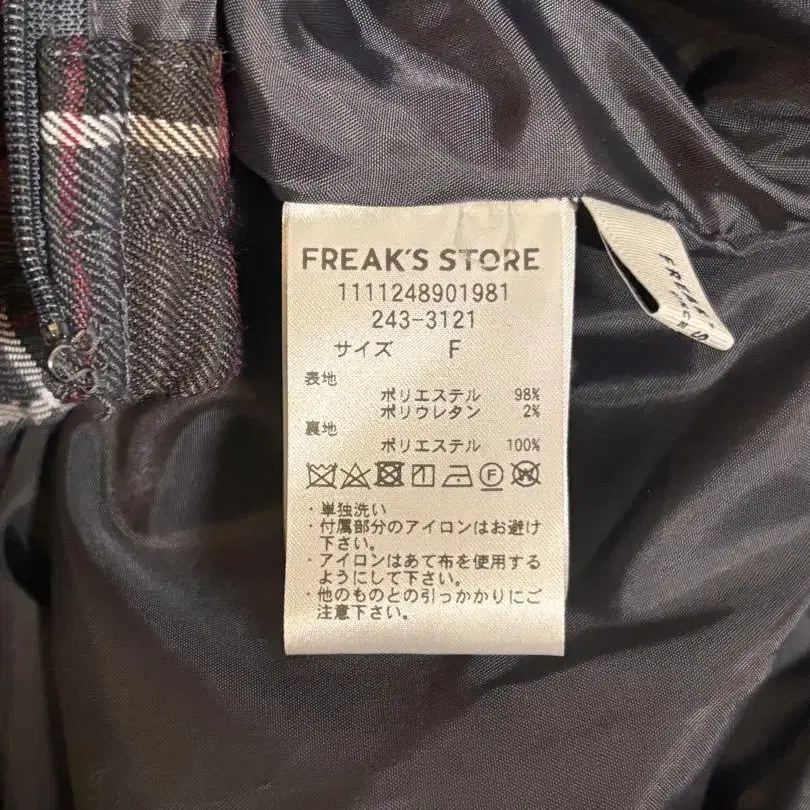 FREAK'S STORE
1111248901981
243-3121
サイズ F
表地
ポリエステル 98%
ポリウレタン 2%
裏地
ポリエステル 100%
F
W
・単独洗い
・付属部分のアイロンはお避け
下さい。
・アイロンはあて布を使用する
ようにして下さい。
・他のものとの引っかかりにご
注意下さい。
FREAK'S